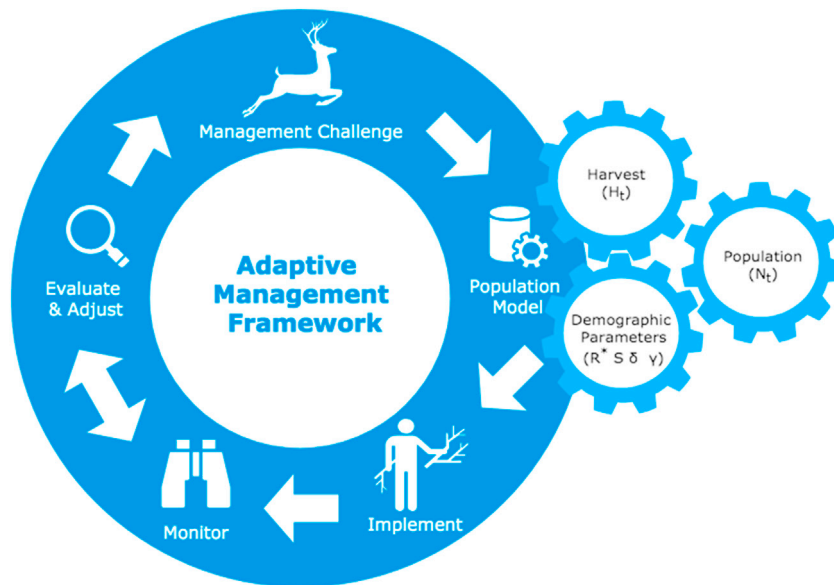 Management Challenge
Adaptive
Management
Framework
Population
Model
Harvest
(Hₜ)
Population
(Nₜ)
Demographic
Parameters
(R* S δ γ)
Implement
Monitor
Evaluate
& Adjust